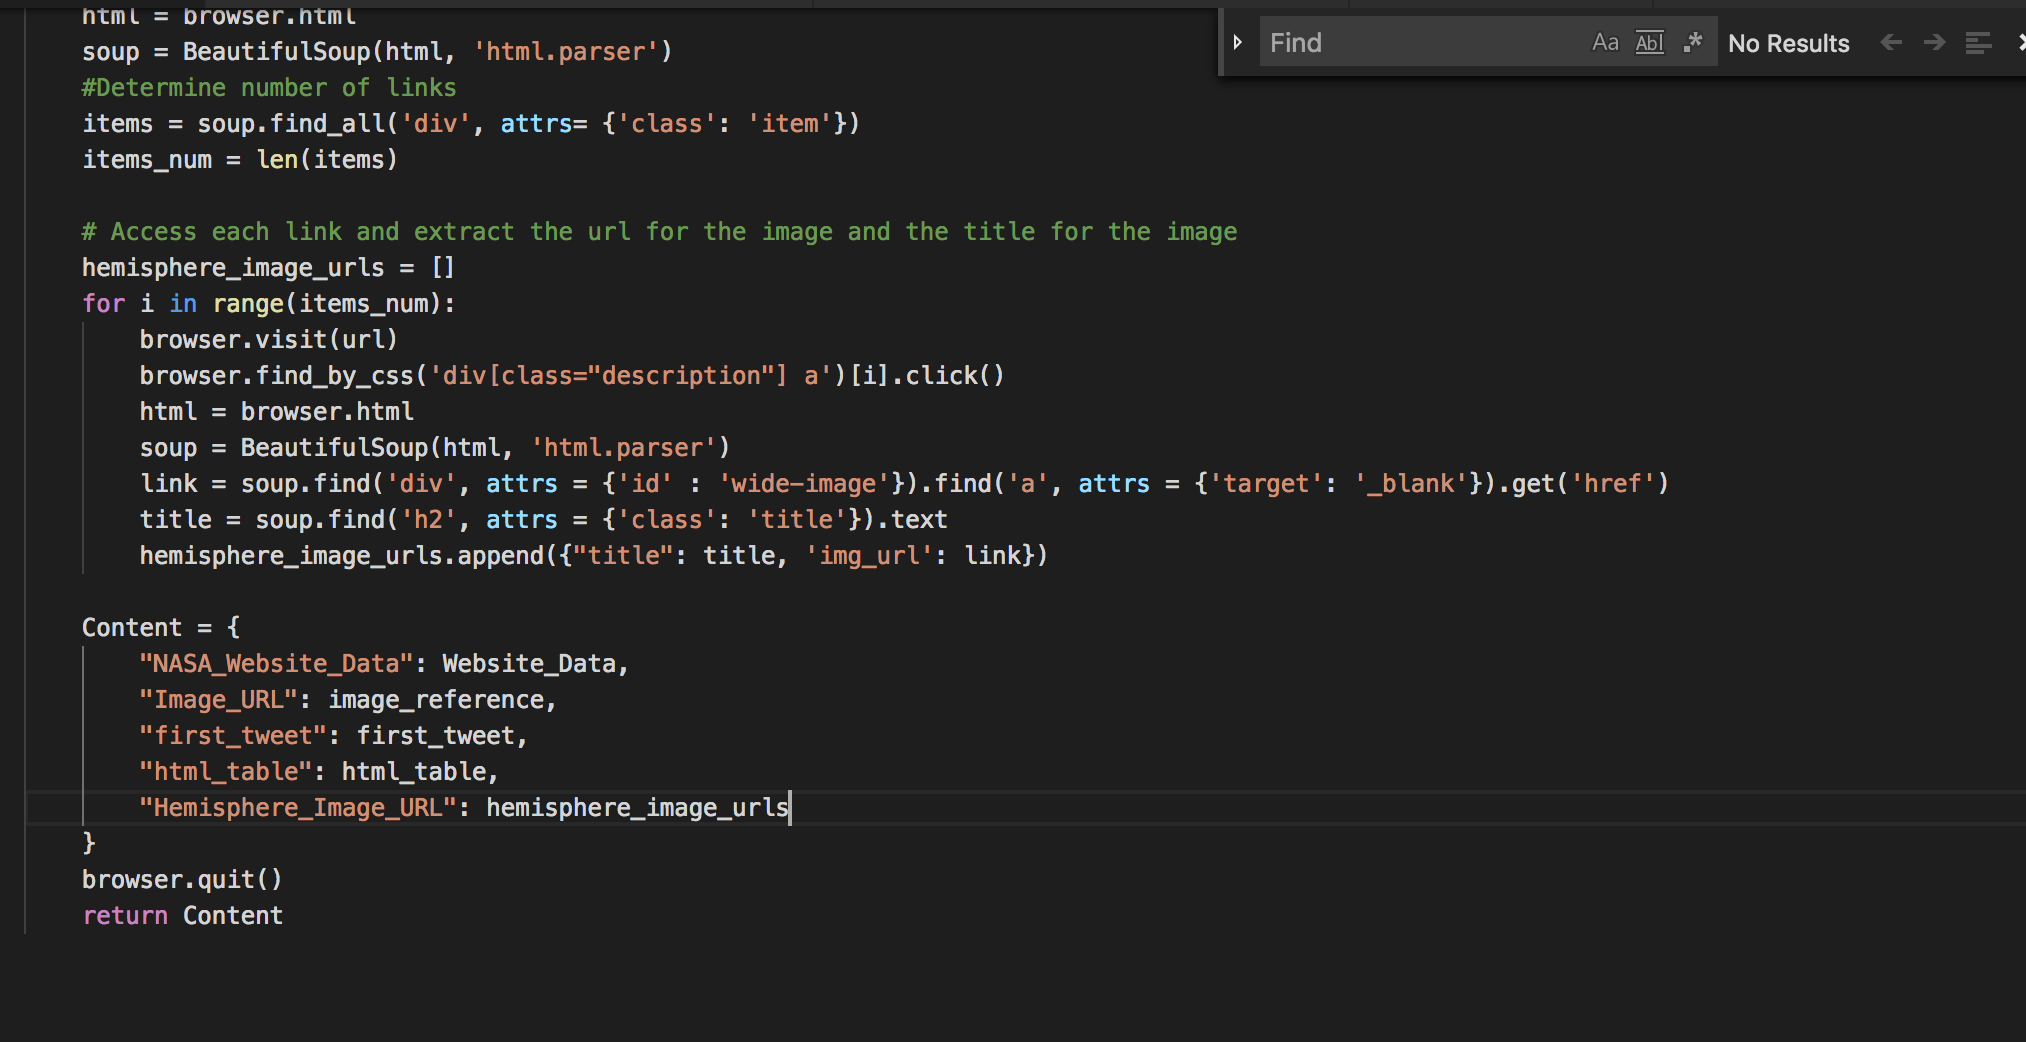 html = browser.html
soup = BeautifulSoup(html, 'html.parser')
#Determine number of links
items = soup.find_all('div', attrs= {'class': 'item'})
items_num = len(items)
# Access each link and extract the url for the image and the title for the image
hemisphere_image_urls = []
for i in range(items_num):
    browser.visit(url)
    browser.find_by_css('div[class="description"] a')[i].click()
    html = browser.html
    soup = BeautifulSoup(html, 'html.parser')
    link = soup.find('div', attrs = {'id' : 'wide-image'}).find('a', attrs = {'target': '_blank'}).get('href')
    title = soup.find('h2', attrs = {'class': 'title'}).text
    hemisphere_image_urls.append({"title": title, 'img_url': link})
Content = {
    "NASA_Website_Data": Website_Data,
    "Image_URL": image_reference,
    "first_tweet": first_tweet,
    "html_table": html_table,
    "Hemisphere_Image_URL": hemisphere_image_urls
}
browser.quit()
return Content
Find Aa Abl .* No Results